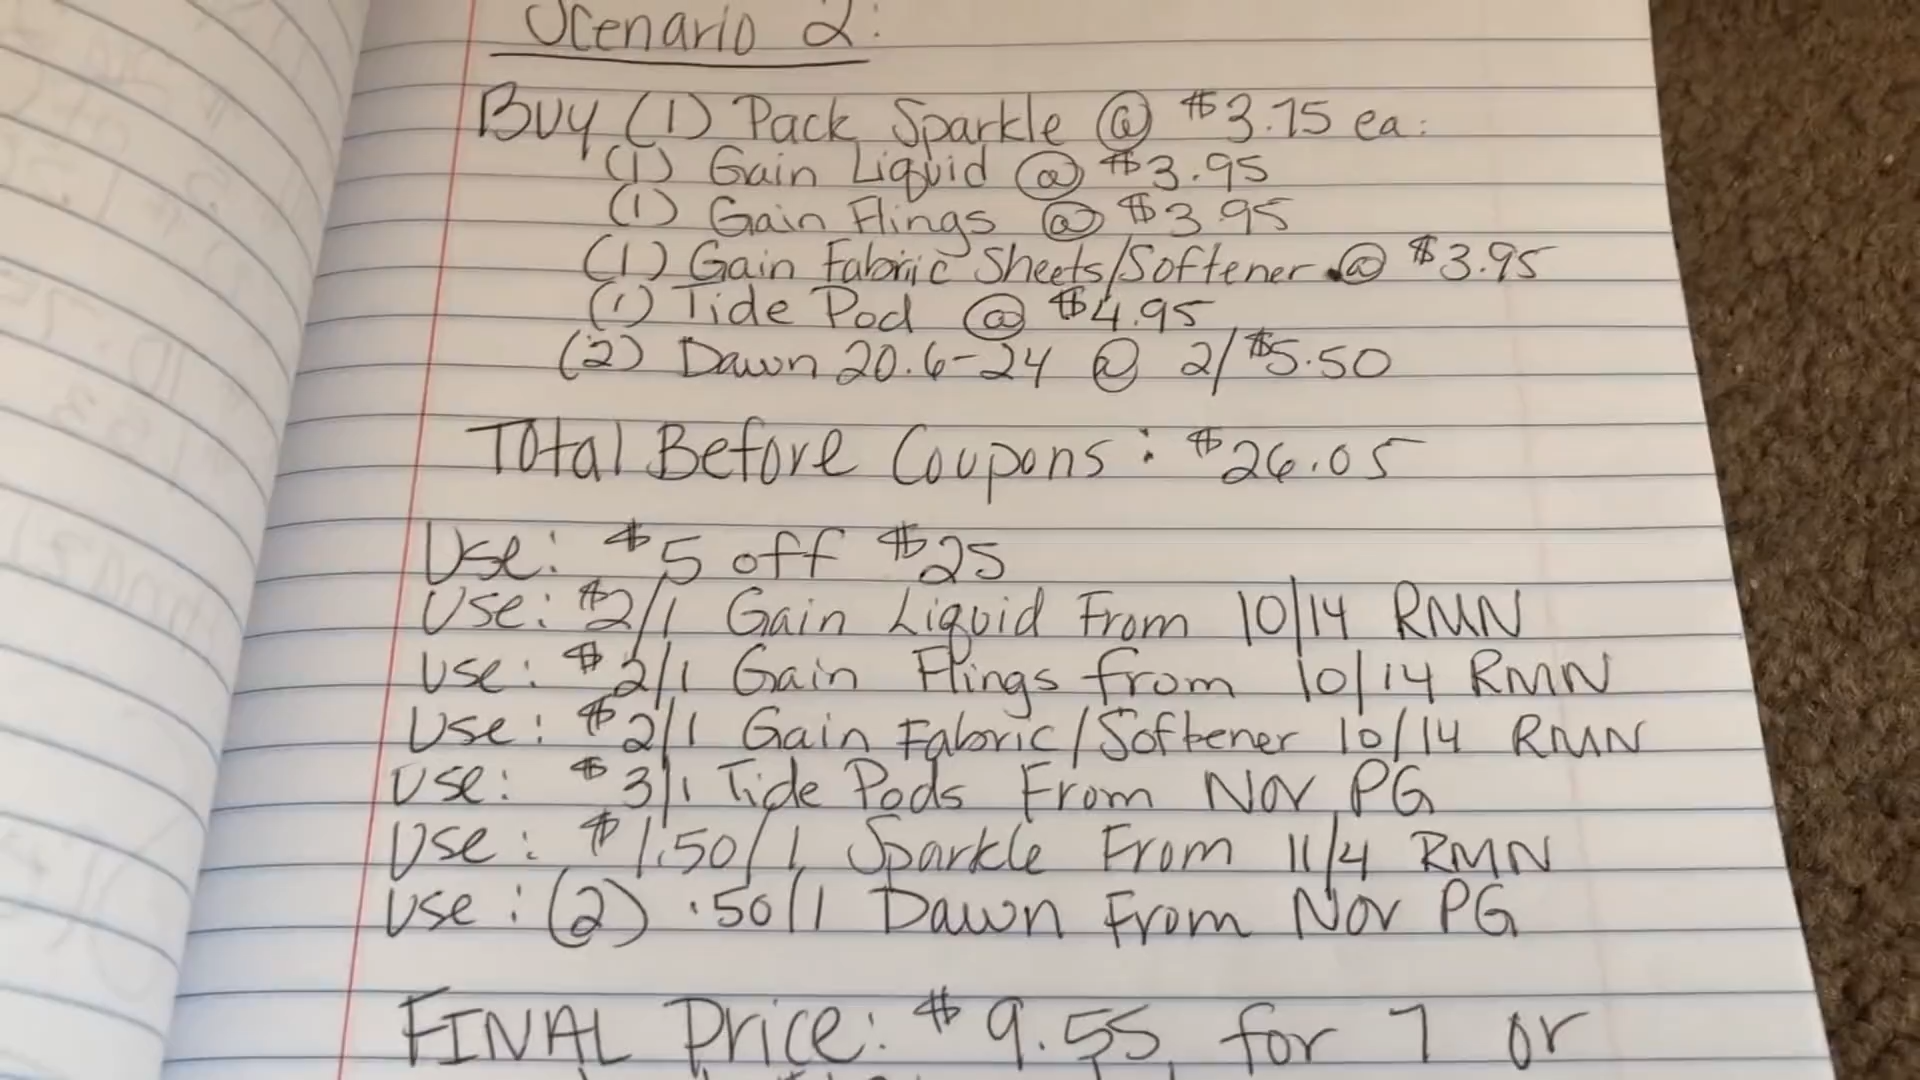 Scenario 2:
Buy (1) Pack Sparkle @ $3.75 ea.
(1) Gain Liquid @ $3.95
(1) Gain Flings @ $3.95
(1) Gain Fabric Sheets/Softener @ $3.95
(1) Tide Pod @ $4.95
(2) Dawn 20.6-24 @ 2/$5.50
Total Before Coupons: $26.05
Use: $5 off $25
Use: $2/1 Gain Liquid From 10/14 RMN
Use: $2/1 Gain Flings from 10/14 RMN
Use: $2/1 Gain Fabric/Softener 10/14 RMN
Use: $3/1 Tide Pods From Nov PG
Use: $1.50/1 Sparkle From 11/4 RMN
Use: (2) .50/1 Dawn From Nov PG
FINAL Price: $9.55 for 7 or